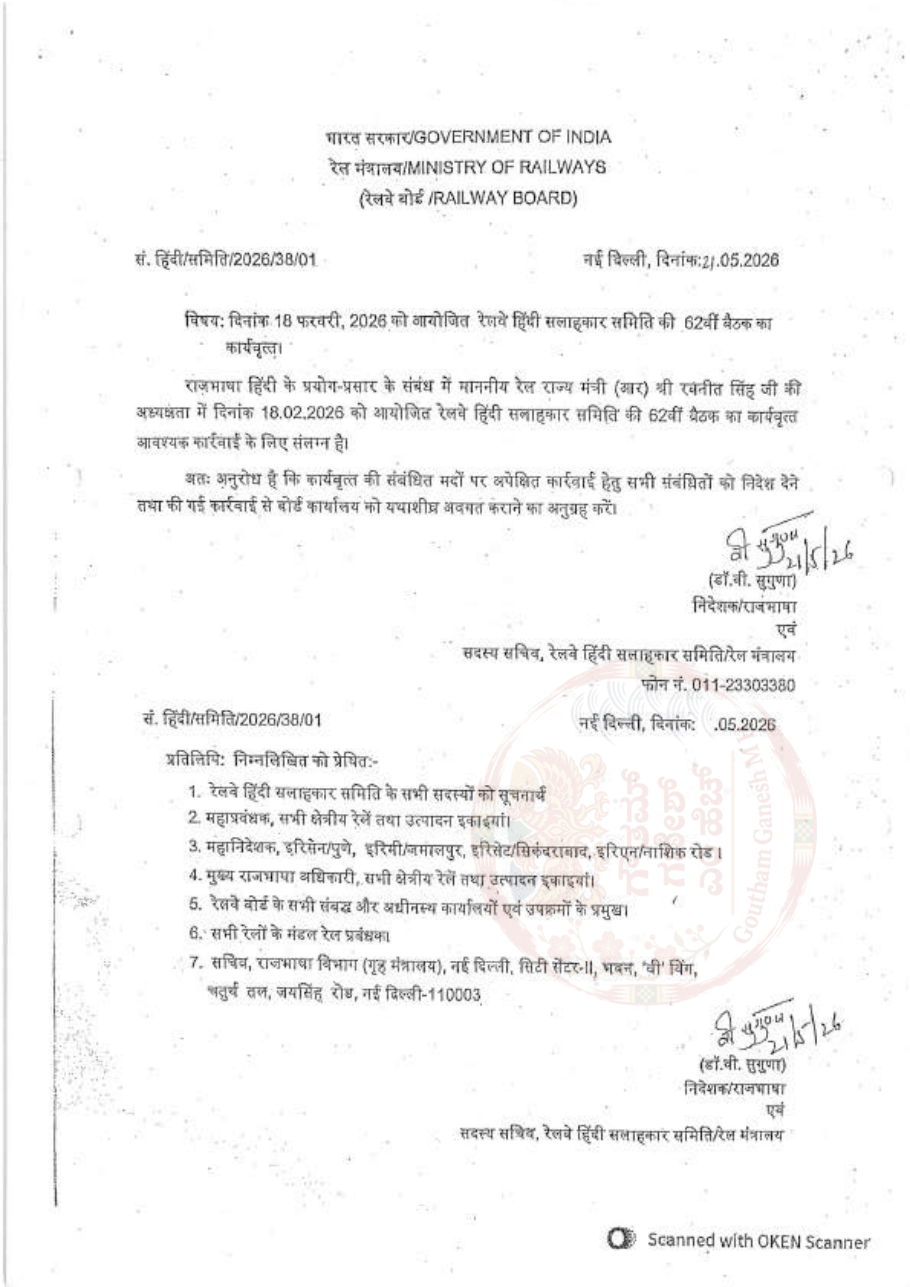 भारत सरकार/GOVERNMENT OF INDIA
रेल मंत्रालय/MINISTRY OF RAILWAYS
(रेलवे बोर्ड /RAILWAY BOARD)
सं. हिंदी/समिति/2026/38/01
नई दिल्ली, दिनांक:21.05.2026
विषय: दिनांक 18 फरवरी, 2026 को आयोजित रेलवे हिंदी सलाहकार समिति की 62वीं बैठक का
कार्यवृत्त।
राजभाषा हिंदी के प्रयोग-प्रसार के संबंध में माननीय रेल राज्य मंत्री (आर) श्री रवनीत सिंह जी की
अध्यक्षता में दिनांक 18.02.2026 को आयोजित रेलवे हिंदी सलाहकार समिति की 62वीं बैठक का कार्यवृत्त
आवश्यक कार्रवाई के लिए संलग्न है।
अतः अनुरोध है कि कार्यवृत्त की संबंधित मदों पर अपेक्षित कार्रवाई हेतु सभी संबंधितों को निदेश देने
तथा की गई कार्रवाई से बोर्ड कार्यालय को यथाशीघ्र अवगत कराने का अनुग्रह करें।
वी सुगुणा
21/5/26
(डॉ.वी. सुगुणा)
निदेशक/राजभाषा
एवं
सदस्य सचिव, रेलवे हिंदी सलाहकार समिति/रेल मंत्रालय
फोन नं. 011-23303380
सं. हिंदी/समिति/2026/38/01
नई दिल्ली, दिनांक: .05.2026
प्रतिलिपि: निम्नलिखित को प्रेषित:-
1. रेलवे हिंदी सलाहकार समिति के सभी सदस्यों को सूचनार्थ
2. महाप्रबंधक, सभी क्षेत्रीय रेलें तथा उत्पादन इकाइयां।
3. महानिदेशक, इरिसेन/पुणे, इरिमी/जमालपुर, इरिसेट/सिकंदराबाद, इरिएन/नाशिक रोड।
4. मुख्य राजभाषा अधिकारी, सभी क्षेत्रीय रेलें तथा उत्पादन इकाइयां।
5. रेलवे बोर्ड के सभी संबद्ध और अधीनस्थ कार्यालयों एवं उपक्रमों के प्रमुख।
6. सभी रेलों के मंडल रेल प्रबंधक।
7. सचिव, राजभाषा विभाग (गृह मंत्रालय), नई दिल्ली, सिटी सेंटर-II, भवन, 'बी' विंग,
चतुर्थ तल, जयसिंह रोड, नई दिल्ली-110003
ಗೌತಮ್
ಗಣೇಶ್
ಎಂ ಹೆಚ್
Goutham Ganesh M H
वी सुगुणा
21/5/26
(डॉ.वी. सुगुणा)
निदेशक/राजभाषा
एवं
सदस्य सचिव, रेलवे हिंदी सलाहकार समिति/रेल मंत्रालय
Scanned with OKEN Scanner